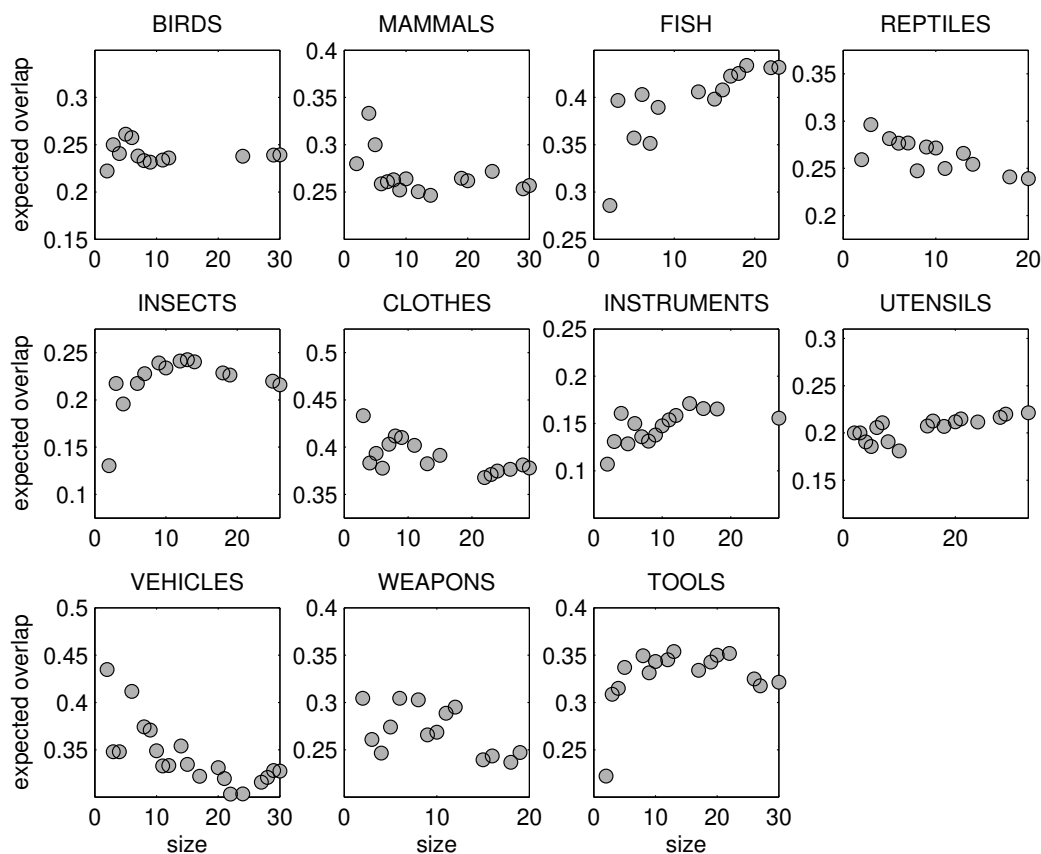 BIRDS MAMMALS FISH REPTILES
expected overlap
0.3
0.25
0.2
0.15
0 10 20 30
0.4
0.35
0.3
0.25
0 10 20 30
0.4
0.35
0.3
0.25
0 10 20
0.35
0.3
0.25
0.2
0 10 20
INSECTS CLOTHES INSTRUMENTS UTENSILS
expected overlap
0.25
0.2
0.15
0.1
0 10 20
0.5
0.45
0.4
0.35
0 10 20
0.25
0.2
0.15
0.1
0 10 20
0.3
0.25
0.2
0.15
0 20
VEHICLES WEAPONS TOOLS
expected overlap
0.5
0.45
0.4
0.35
0 10 20 30
size
0.4
0.35
0.3
0.25
0 10 20
size
0.4
0.35
0.3
0.25
0 10 20 30
size